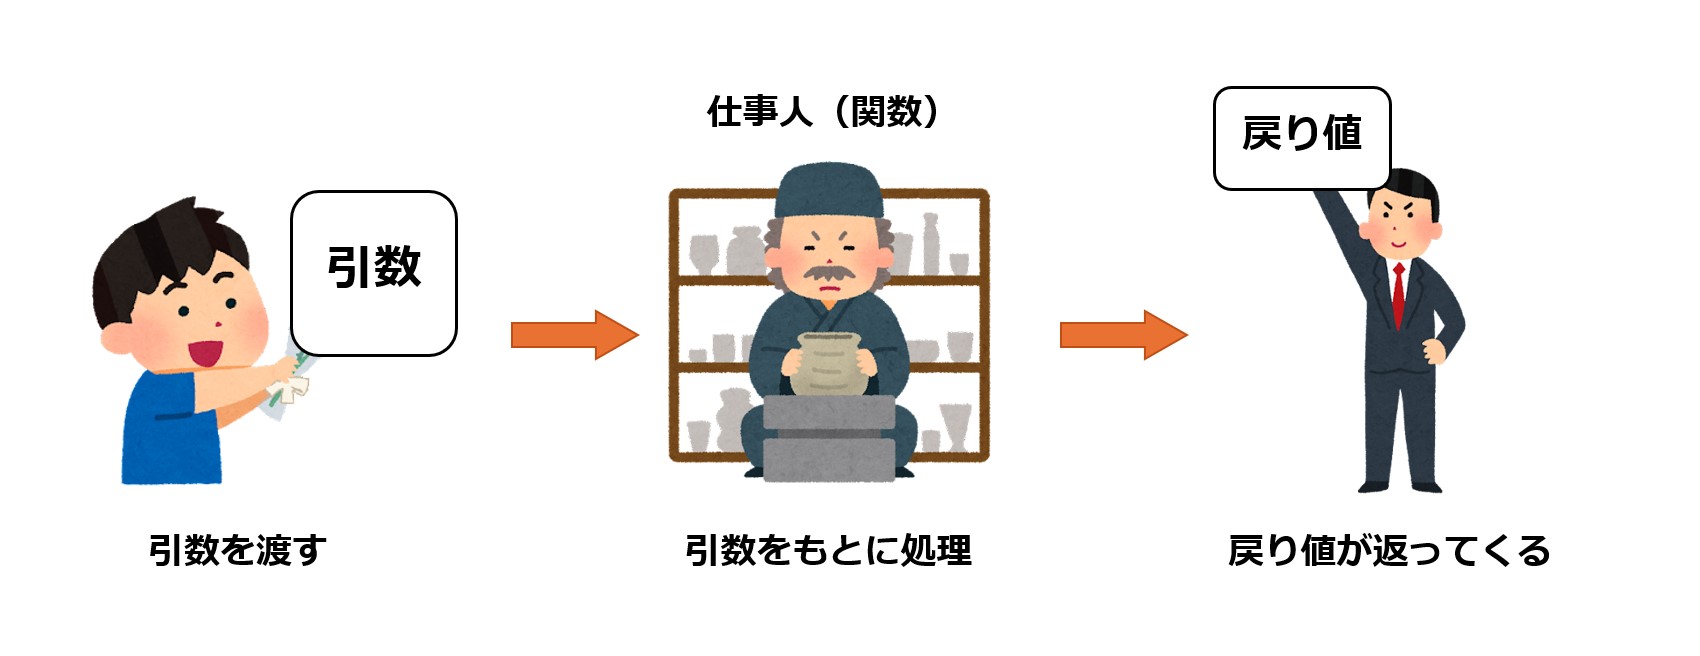 仕事人（関数）
引数
戻り値
引数を渡す
引数をもとに処理
戻り値が返ってくる